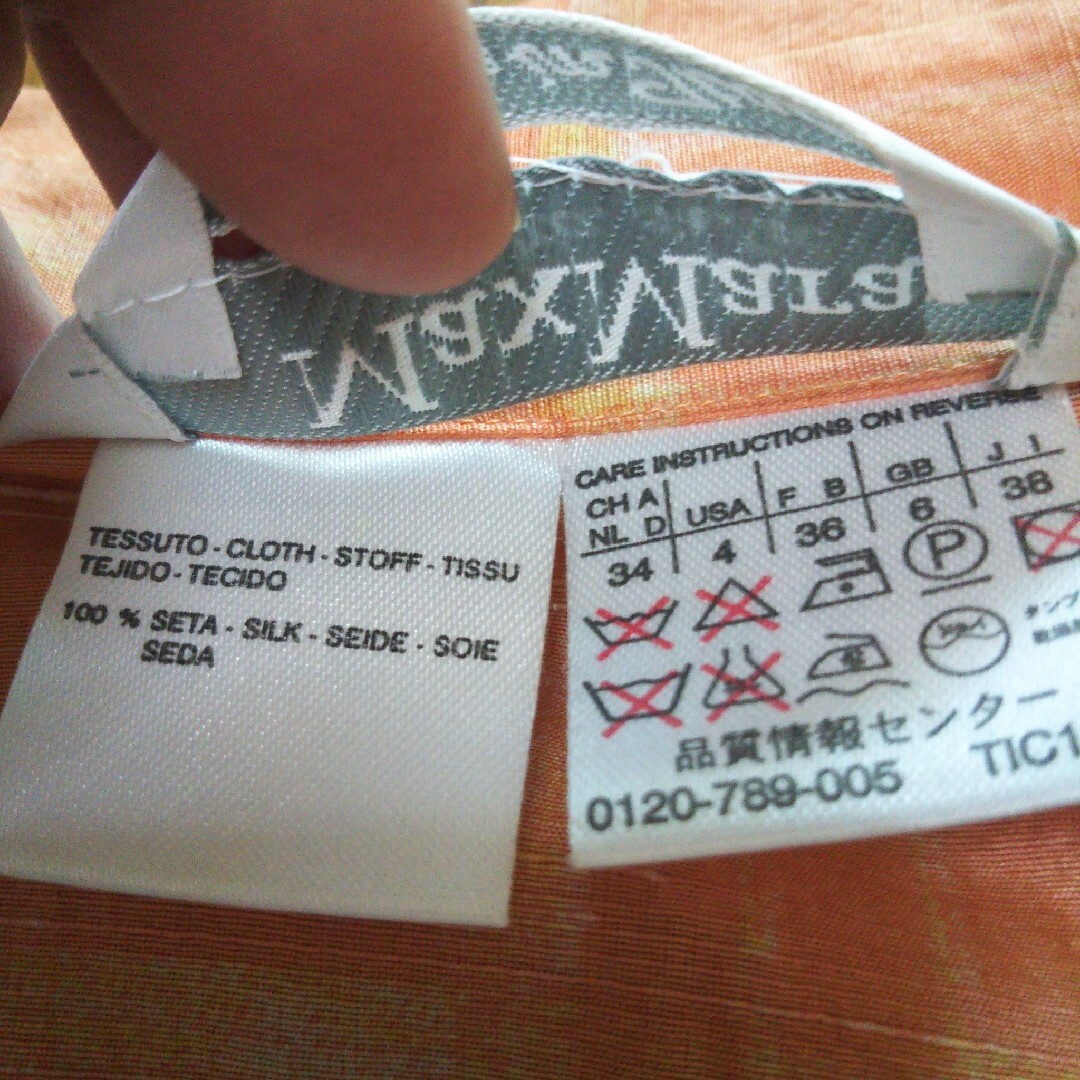 MaxMara
TESSUTO - CLOTH - STOFF - TISSU
TEJIDO - TECIDO
100 % SETA - SILK - SEIDE - SOIE
SEDA
CARE INSTRUCTIONS ON REVERSE
CH A
NL D USA F B GB J I
34 4 36 6 38
P
品質情報センター
0120-789-005 TIC1